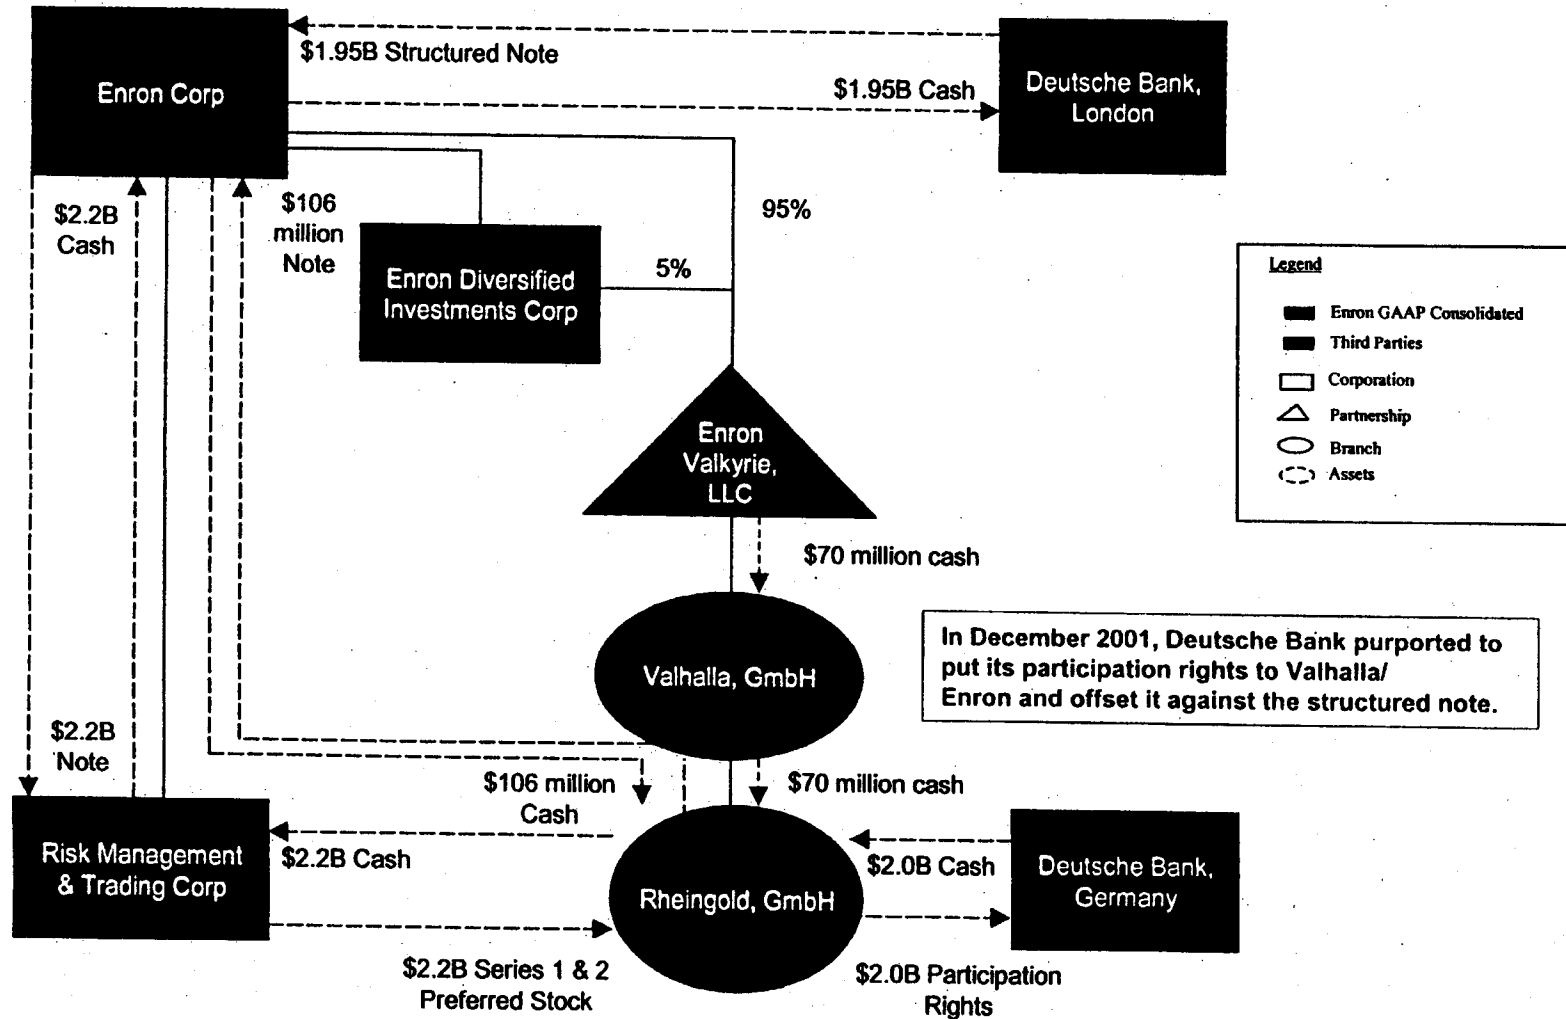 $1.95B Structured Note
Enron Corp
$1.95B Cash
Deutsche Bank,
London
$2.2B
Cash
$106
million
Note
95%
Enron Diversified
Investments Corp
5%
Legend
Enron GAAP Consolidated
Third Parties
Corporation
Partnership
Branch
Assets
Enron
Valkyrie,
LLC
$70 million cash
Valhalla, GmbH
In December 2001, Deutsche Bank purported to
put its participation rights to Valhalla/
Enron and offset it against the structured note.
$2.2B
Note
$106 million
Cash
$70 million cash
Risk Management
& Trading Corp
$2.2B Cash
Rheingold, GmbH
$2.0B Cash
Deutsche Bank,
Germany
$2.2B Series 1 & 2
Preferred Stock
$2.0B Participation
Rights